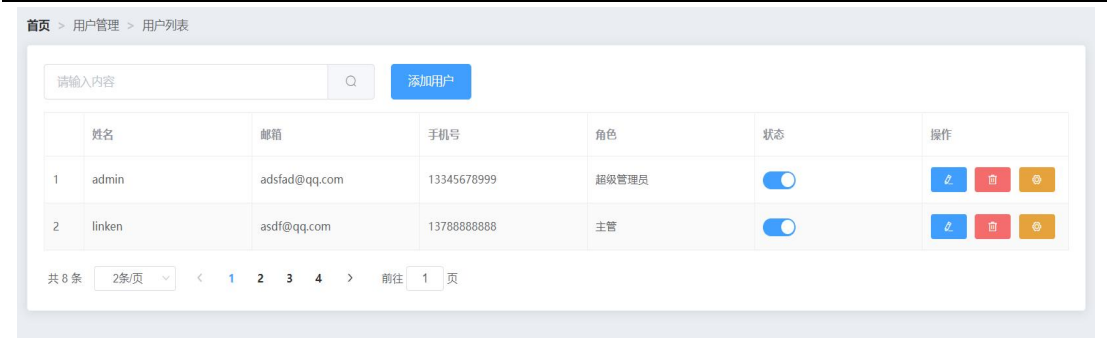 首页 > 用户管理 > 用户列表
请输入内容 添加用户
姓名 邮箱 手机号 角色 状态 操作
1 admin adsfad@qq.com 13345678999 超级管理员
2 linken asdf@qq.com 13788888888 主管
共 8 条 2条/页 < 1 2 3 4 > 前往 1 页